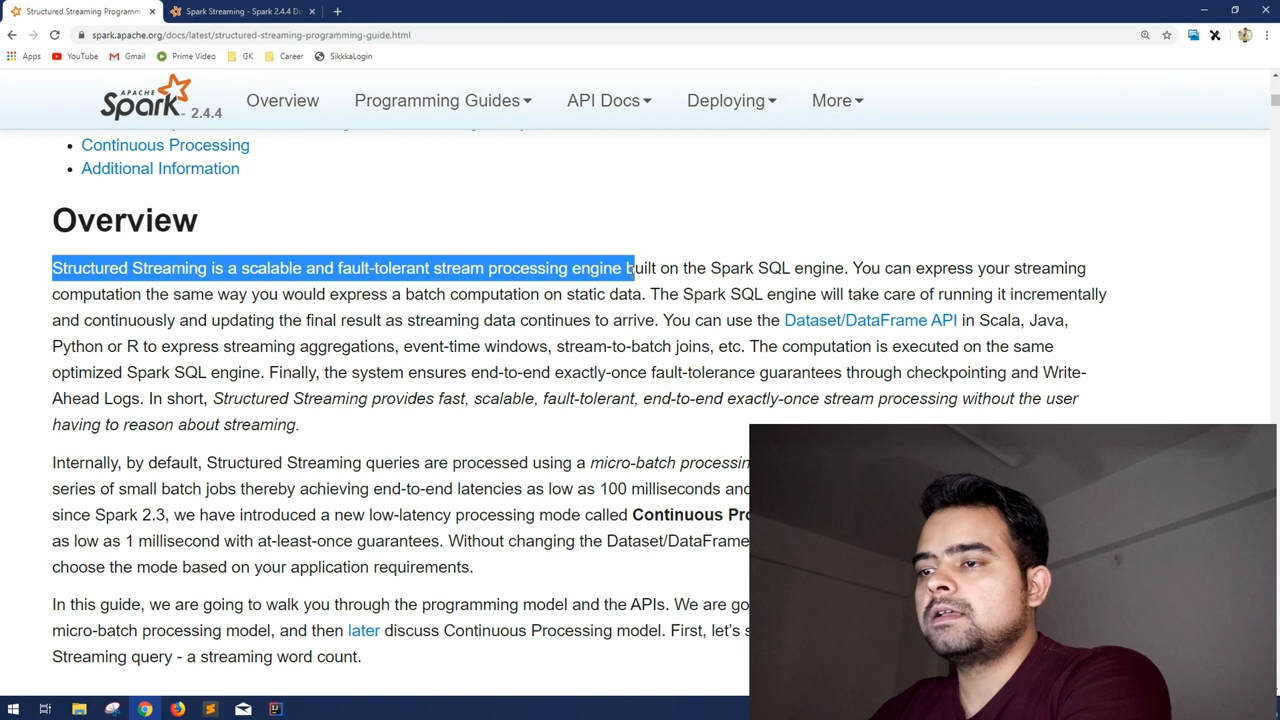 Structured Streaming Programm
Spark Streaming - Spark 2.4.4 Do
spark.apache.org/docs/latest/structured-streaming-programming-guide.html
Apps YouTube Gmail Prime Video GK Career SikkkaLogin
APACHE Spark 2.4.4 Overview Programming Guides API Docs Deploying More
Continuous Processing
Additional Information
Overview
Structured Streaming is a scalable and fault-tolerant stream processing engine built on the Spark SQL engine. You can express your streaming
computation the same way you would express a batch computation on static data. The Spark SQL engine will take care of running it incrementally
and continuously and updating the final result as streaming data continues to arrive. You can use the Dataset/DataFrame API in Scala, Java,
Python or R to express streaming aggregations, event-time windows, stream-to-batch joins, etc. The computation is executed on the same
optimized Spark SQL engine. Finally, the system ensures end-to-end exactly-once fault-tolerance guarantees through checkpointing and Write-
Ahead Logs. In short, Structured Streaming provides fast, scalable, fault-tolerant, end-to-end exactly-once stream processing without the user
having to reason about streaming.
Internally, by default, Structured Streaming queries are processed using a micro-batch processin
series of small batch jobs thereby achieving end-to-end latencies as low as 100 milliseconds and
since Spark 2.3, we have introduced a new low-latency processing mode called Continuous Pro
as low as 1 millisecond with at-least-once guarantees. Without changing the Dataset/DataFrame
choose the mode based on your application requirements.
In this guide, we are going to walk you through the programming model and the APIs. We are go
micro-batch processing model, and then later discuss Continuous Processing model. First, let's s
Streaming query - a streaming word count.